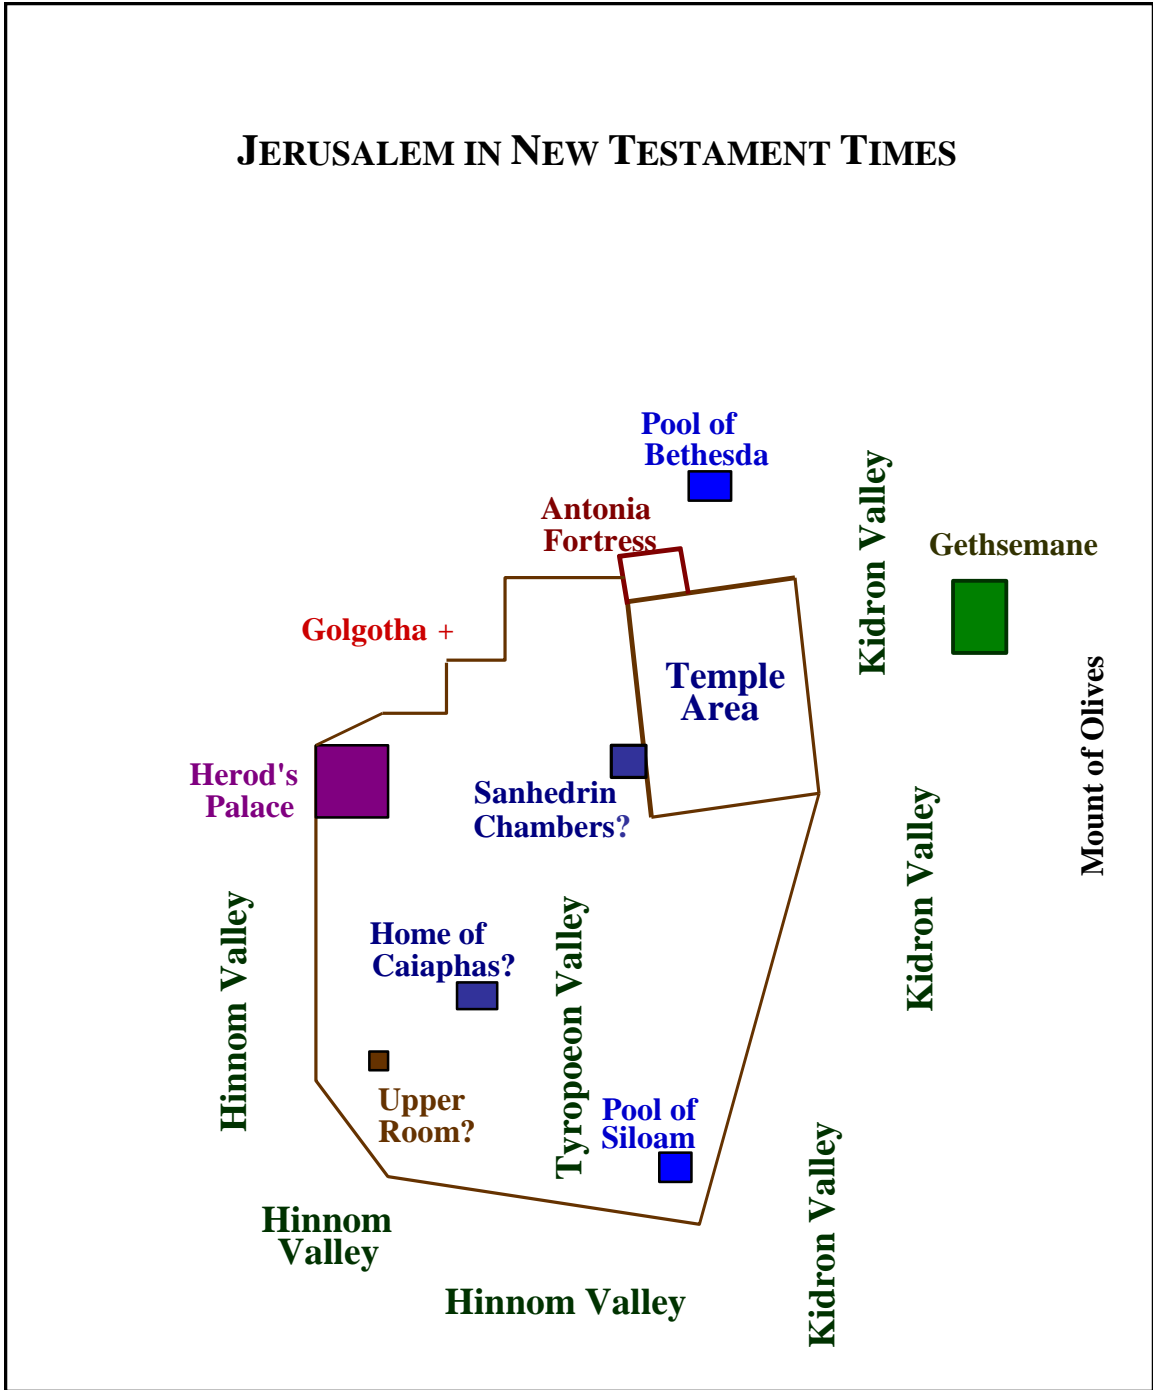 JERUSALEM IN NEW TESTAMENT TIMES
Pool of
Bethesda
Antonia
Fortress
Kidron Valley
Gethsemane
Golgotha +
Temple
Area
Mount of Olives
Herod's
Palace
Sanhedrin
Chambers?
Kidron Valley
Hinnom Valley
Home of
Caiaphas?
Tyropoeon Valley
Upper
Room?
Pool of
Siloam
Kidron Valley
Hinnom
Valley
Hinnom Valley